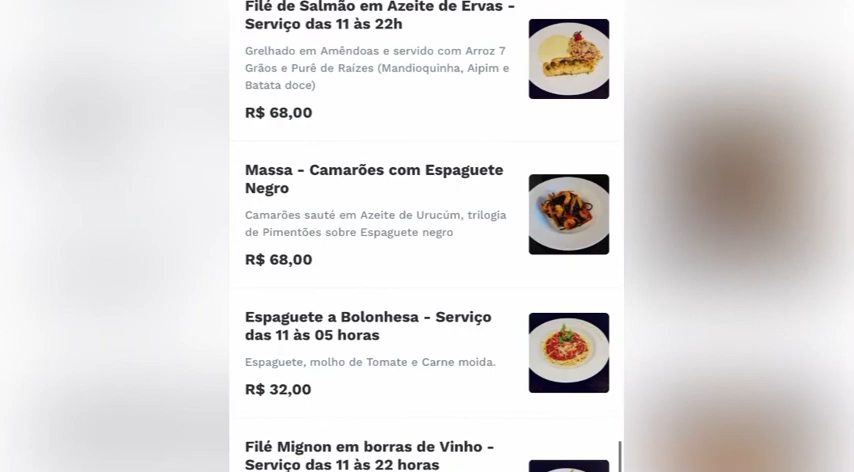 Filé de Salmão em Azeite de Ervas -
Serviço das 11 às 22h
Grelhado em Amêndoas e servido com Arroz 7
Grãos e Purê de Raízes (Mandioquinha, Aipim e
Batata doce)
R$ 68,00
Massa - Camarões com Espaguete
Negro
Camarões sauté em Azeite de Urucúm, trilogia
de Pimentões sobre Espaguete negro
R$ 68,00
Espaguete a Bolonhesa - Serviço
das 11 às 05 horas
Espaguete, molho de Tomate e Carne moida.
R$ 32,00
Filé Mignon em borras de Vinho -
Serviço das 11 às 22 horas